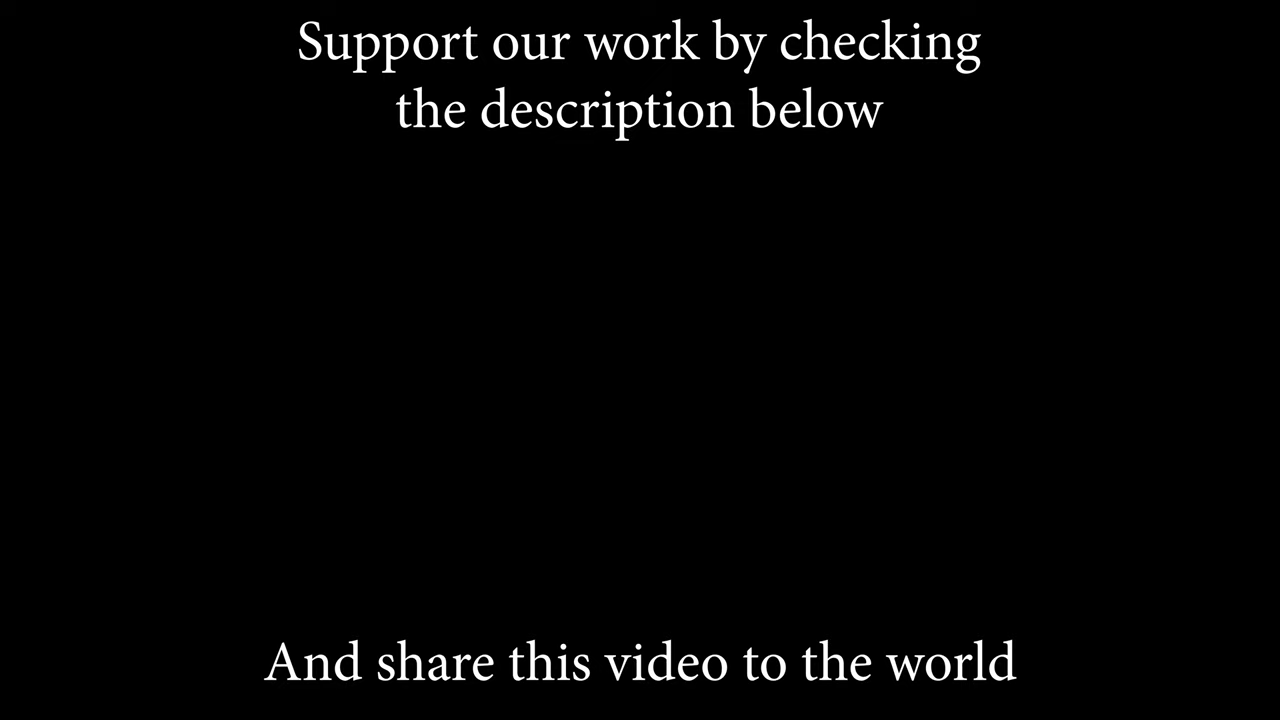 Support our work by checking
the description below
And share this video to the world